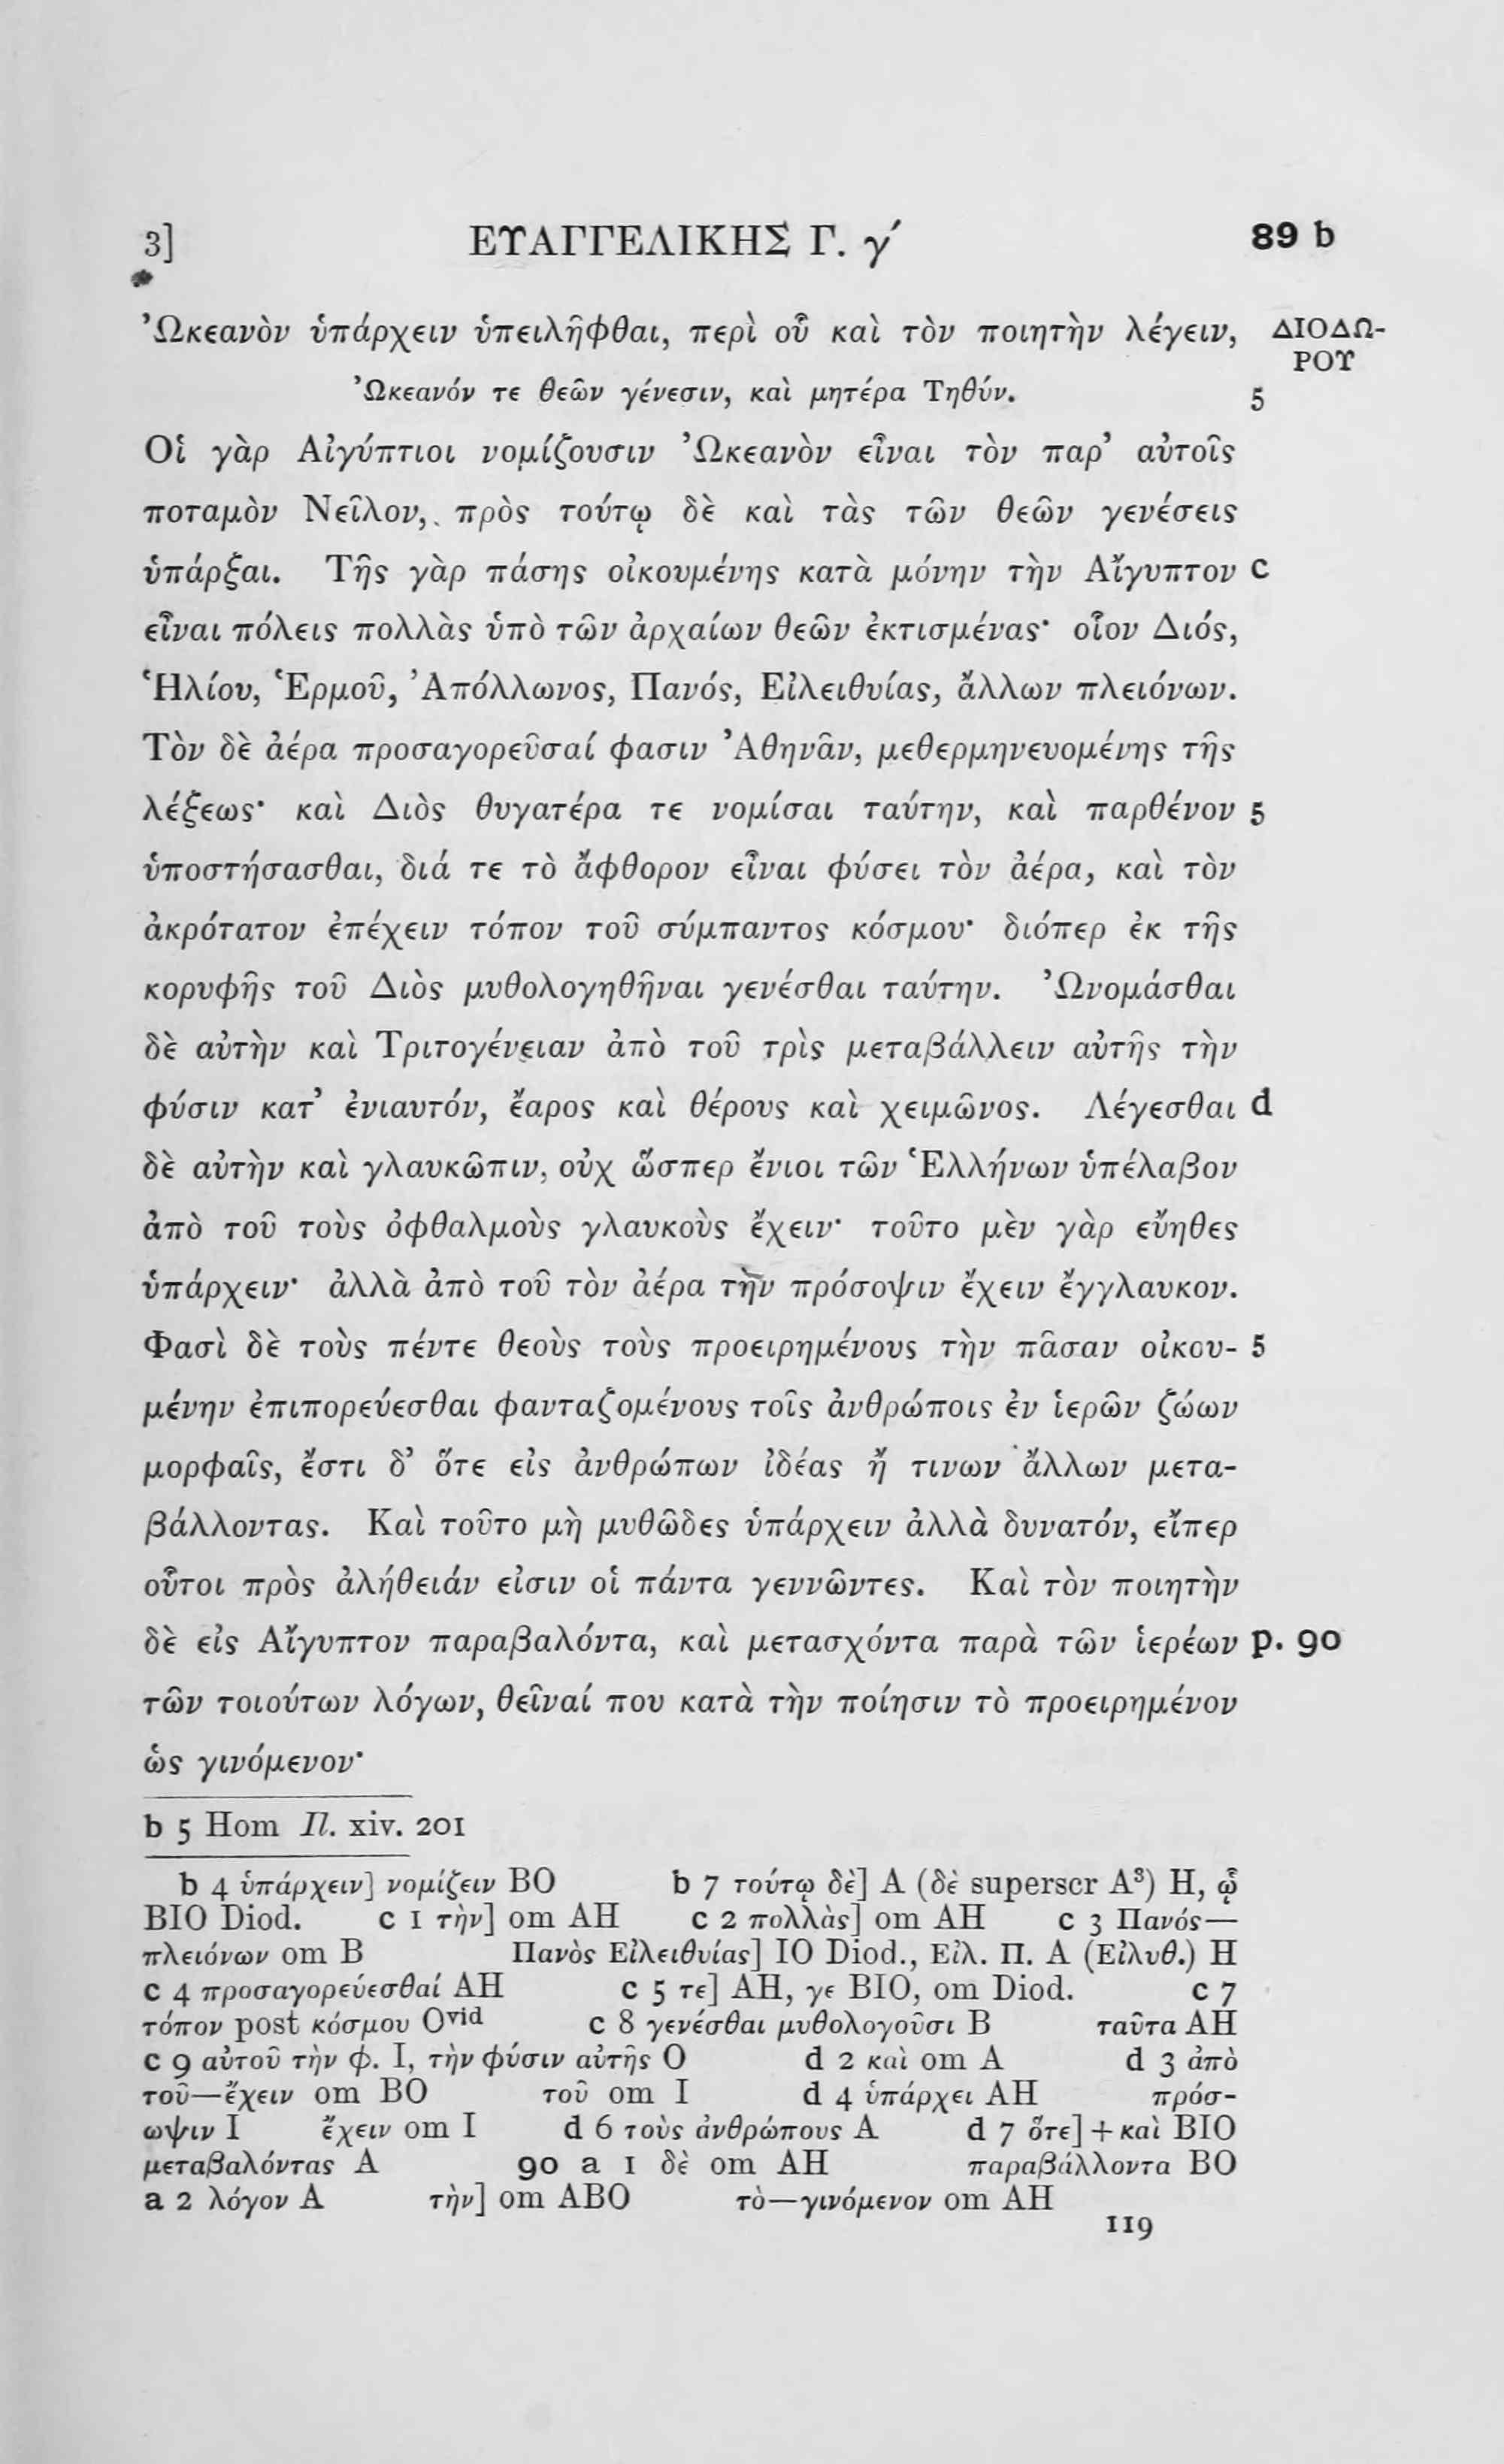 3] ΕΥΑΓΓΕΛΙΚΗΣ Γ. γ´ 89 b
Ὠκεανὸν ὑπάρχειν ὑπειλῆφθαι, περὶ οὗ καὶ τὸν ποιητὴν λέγειν, ΔΙΟΔΩ-
ΡΟΥ
Ὠκεανόν τε θεῶν γένεσιν, καὶ μητέρα Τηθύν. 5
Οἱ γὰρ Αἰγύπτιοι νομίζουσιν Ὠκεανὸν εἶναι τὸν παρ’ αὐτοῖς
ποταμὸν Νεῖλον, πρὸς τούτῳ δὲ καὶ τὰς τῶν θεῶν γενέσεις
ὑπάρξαι. Τῆς γὰρ πάσης οἰκουμένης κατὰ μόνην τὴν Αἴγυπτον c
εἶναι πόλεις πολλὰς ὑπὸ τῶν ἀρχαίων θεῶν ἐκτισμένας· οἷον Διός,
Ἡλίου, Ἑρμοῦ, Ἀπόλλωνος, Πανός, Εἰλειθυίας, ἄλλων πλειόνων.
Τὸν δὲ ἀέρα προσαγορεῦσαί φασιν Ἀθηνᾶν, μεθερμηνευομένης τῆς
λέξεως· καὶ Διὸς θυγατέρα τε νομίσαι ταύτην, καὶ παρθένον 5
ὑποστήσασθαι, διά τε τὸ ἄφθορον εἶναι φύσει τὸν ἀέρα, καὶ τὸν
ἀκρότατον ἐπέχειν τόπον τοῦ σύμπαντος κόσμου· διόπερ ἐκ τῆς
κορυφῆς τοῦ Διὸς μυθολογηθῆναι γενέσθαι ταύτην. Ὠνομάσθαι
δὲ αὐτὴν καὶ Τριτογένειαν ἀπὸ τοῦ τρὶς μεταβάλλειν αὐτῆς τὴν
φύσιν κατ’ ἐνιαυτόν, ἔαρος καὶ θέρους καὶ χειμῶνος. Λέγεσθαι d
δὲ αὐτὴν καὶ γλαυκῶπιν, οὐχ ὥσπερ ἔνιοι τῶν Ἑλλήνων ὑπέλαβον
ἀπὸ τοῦ τοὺς ὀφθαλμοὺς γλαυκοὺς ἔχειν· τοῦτο μὲν γὰρ εὔηθες
ὑπάρχειν· ἀλλὰ ἀπὸ τοῦ τὸν ἀέρα τὴν πρόσοψιν ἔχειν ἔγγλαυκον.
Φασὶ δὲ τοὺς πέντε θεοὺς τοὺς προειρημένους τὴν πᾶσαν οἰκου- 5
μένην ἐπιπορεύεσθαι φανταζομένους τοῖς ἀνθρώποις ἐν ἱερῶν ζώων
μορφαῖς, ἔστι δ’ ὅτε εἰς ἀνθρώπων ἰδέας ἤ τινων ἄλλων μετα-
βάλλοντας. Καὶ τοῦτο μὴ μυθῶδες ὑπάρχειν ἀλλὰ δυνατόν, εἴπερ
οὗτοι πρὸς ἀλήθειάν εἰσιν οἱ πάντα γεννῶντες. Καὶ τὸν ποιητὴν
δὲ εἰς Αἴγυπτον παραβαλόντα, καὶ μετασχόντα παρὰ τῶν ἱερέων p. 90
τῶν τοιούτων λόγων, θεῖναί που κατὰ τὴν ποίησιν τὸ προειρημένον
ὡς γινόμενον·
b 5 Hom Il. xiv. 201
b 4 ὑπάρχειν] νομίζειν BO b 7 τούτῳ δὲ] A (δὲ superscr A³) H, ᾧ
BIO Diod. c 1 τὴν] om AH c 2 πολλὰς] om AH c 3 Πανός—
πλειόνων om B Πανὸς Εἰλειθυίας] IO Diod., Εἰλ. Π. A (Εἰλυθ.) H
c 4 προσαγορεύεσθαί AH c 5 τε] AH, γε BIO, om Diod. c 7
τόπον post κόσμου Oᵛⁱᵈ c 8 γενέσθαι μυθολογοῦσι B ταῦτα AH
c 9 αὐτοῦ τὴν φ. I, τὴν φύσιν αὐτῆς O d 2 καὶ om A d 3 ἀπὸ
τοῦ—ἔχειν om BO τοῦ om I d 4 ὑπάρχει AH πρόσ-
ωψιν I ἔχειν om I d 6 τοὺς ἀνθρώπους A d 7 ὅτε] + καὶ BIO
μεταβαλόντας A 90 a 1 δὲ om AH παραβάλλοντα BO
a 2 λόγον A τὴν] om ABO τὸ—γινόμενον om AH
119